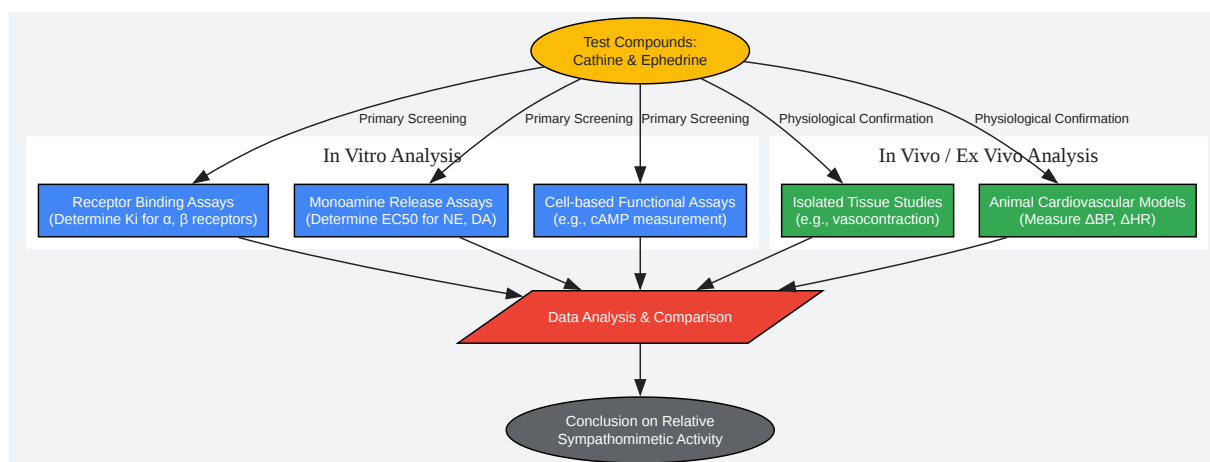 Test Compounds:
Cathine & Ephedrine
Primary Screening
Primary Screening
Primary Screening
Physiological Confirmation
Physiological Confirmation
In Vitro Analysis
In Vivo / Ex Vivo Analysis
Receptor Binding Assays
(Determine Ki for α, β receptors)
Monoamine Release Assays
(Determine EC50 for NE, DA)
Cell-based Functional Assays
(e.g., cAMP measurement)
Isolated Tissue Studies
(e.g., vasocontraction)
Animal Cardiovascular Models
(Measure ΔBP, ΔHR)
Data Analysis & Comparison
Conclusion on Relative
Sympathomimetic Activity